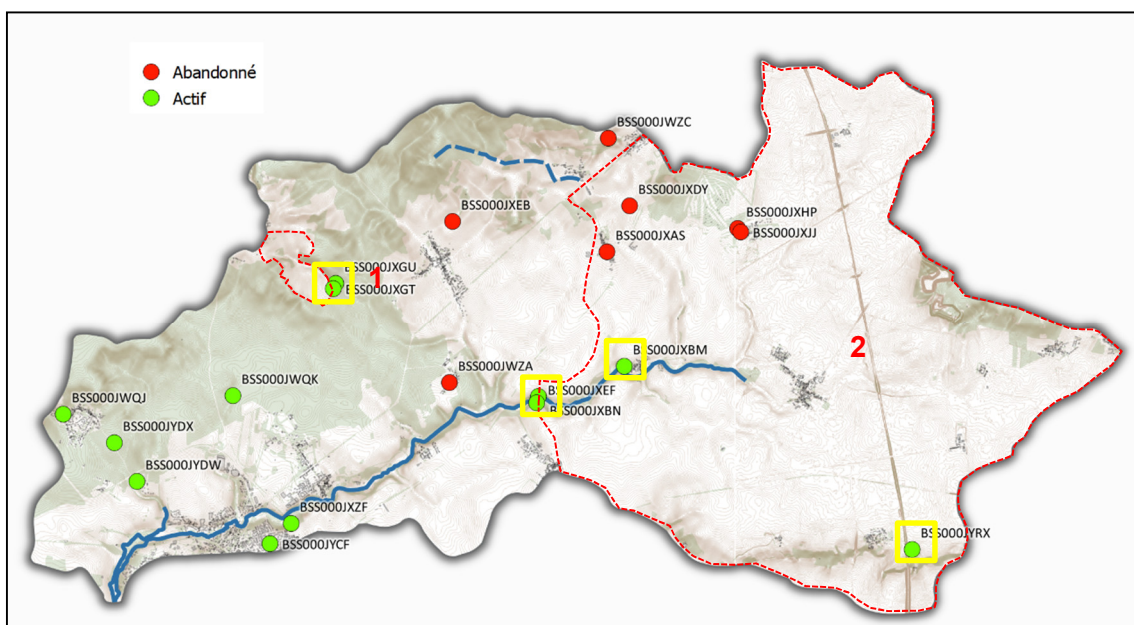 Abandonné
Actif
BSS000JWZC
BSS000JXDY
BSS000JXEB
BSS000JXHP
BSS000JXJJ
BSS000JXAS
BSS000JXGU
1
BSS000JXGT
2
BSS000JXBM
BSS000JWZA
BSS000JWQK
BSS000JXEF
BSS000JWQJ
BSS000JXBN
BSS000JYDX
BSS000JYDW
BSS000JXZF
BSS000JYRX
BSS000JYCF